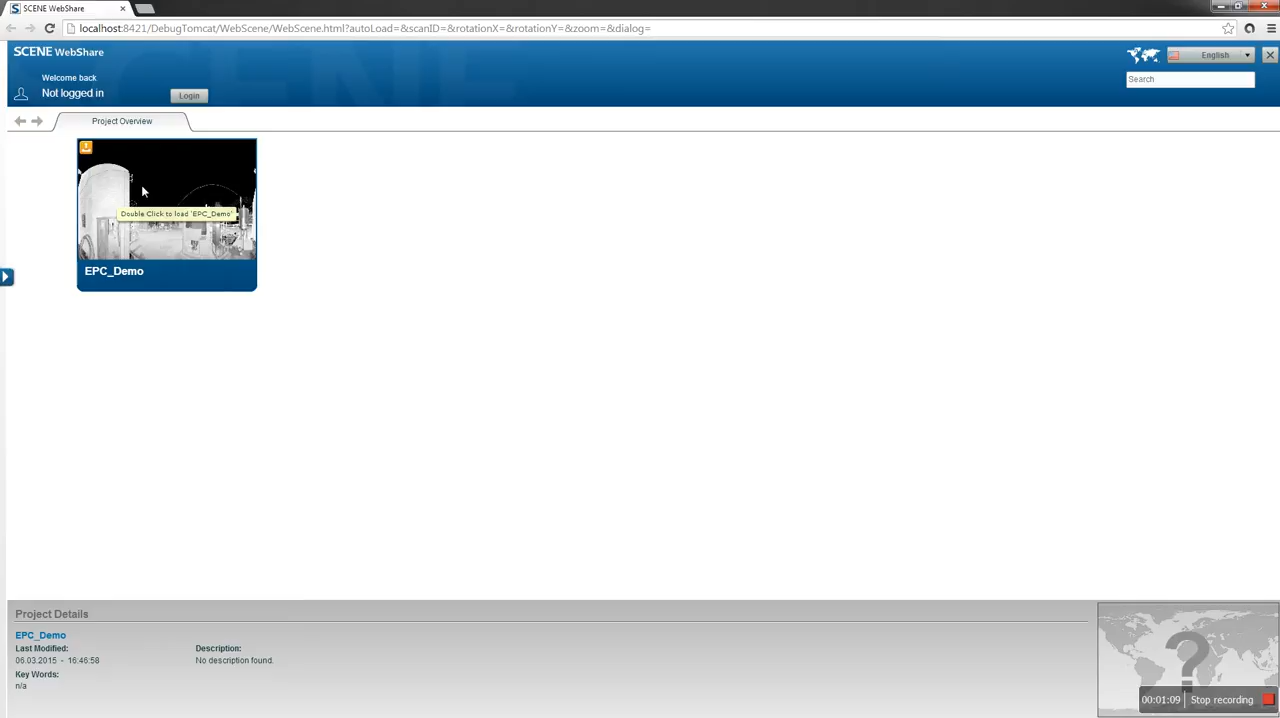 SCENE WebShare
localhost:8421/DebugTomcat/WebScene/WebScene.html?autoLoad=&scanID=&rotationX=&rotationY=&zoom=&dialog=
SCENE WebShare
English
Welcome back
Not logged in
Login
Search
Project Overview
Double Click to load 'EPC_Demo'
EPC_Demo
Project Details
EPC_Demo
Last Modified:
06.03.2015 - 16:46:58
Key Words:
n/a
Description:
No description found.
?
00:01:09
Stop recording